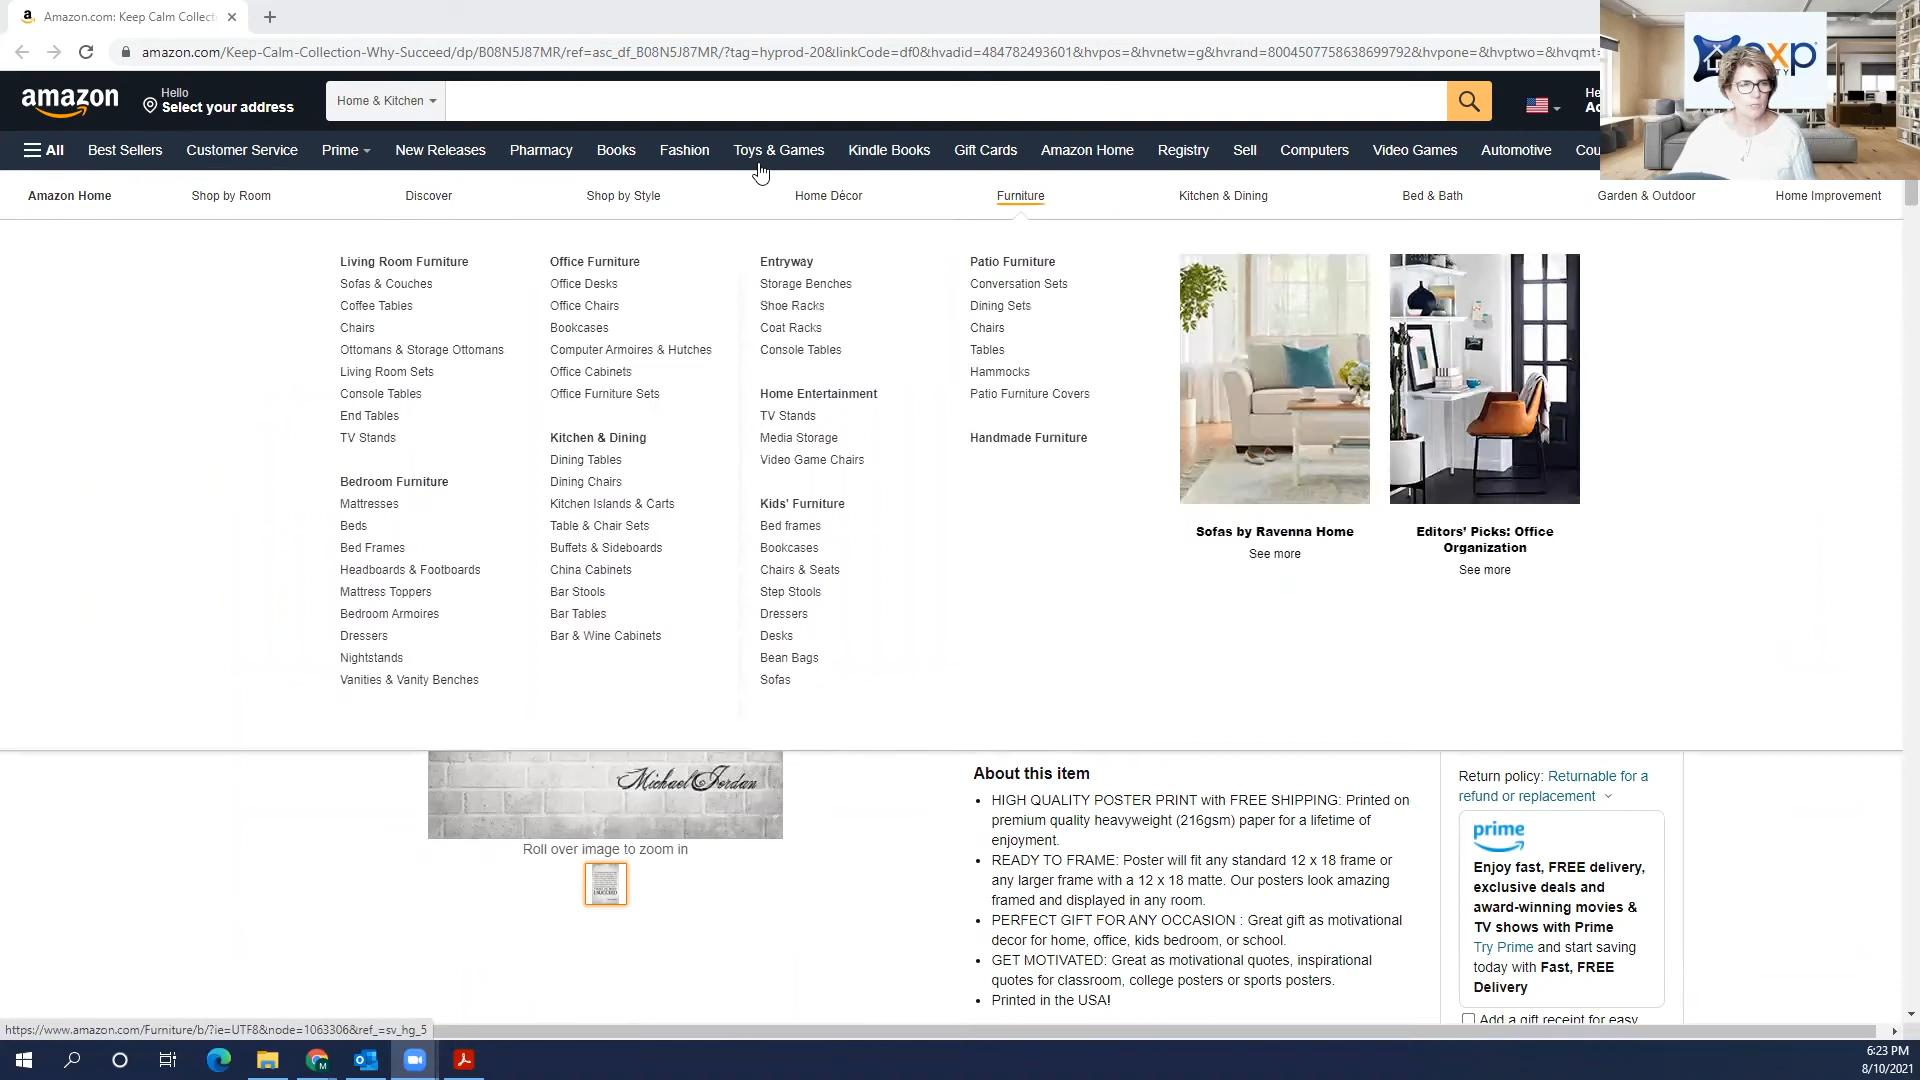 Amazon.com: Keep Calm Collect
amazon.com/Keep-Calm-Collection-Why-Succeed/dp/B08N5J87MR/ref=asc_df_B08N5J87MR/?tag=hyprod-20&linkCode=df0&hvadid=484782493601&hvpos=&hvnetw=g&hvrand=8004507758638699792&hvpone=&hvptwo=&hvqmt=
exp
amazon
Hello
Select your address
Home & Kitchen
All Best Sellers Customer Service Prime New Releases Pharmacy Books Fashion Toys & Games Kindle Books Gift Cards Amazon Home Registry Sell Computers Video Games Automotive Cou
Amazon Home Shop by Room Discover Shop by Style Home Décor Furniture Kitchen & Dining Bed & Bath Garden & Outdoor Home Improvement
Living Room Furniture
Sofas & Couches
Coffee Tables
Chairs
Ottomans & Storage Ottomans
Living Room Sets
Console Tables
End Tables
TV Stands
Bedroom Furniture
Mattresses
Beds
Bed Frames
Headboards & Footboards
Mattress Toppers
Bedroom Armoires
Dressers
Nightstands
Vanities & Vanity Benches
Office Furniture
Office Desks
Office Chairs
Bookcases
Computer Armoires & Hutches
Office Cabinets
Office Furniture Sets
Kitchen & Dining
Dining Tables
Dining Chairs
Kitchen Islands & Carts
Table & Chair Sets
Buffets & Sideboards
China Cabinets
Bar Stools
Bar Tables
Bar & Wine Cabinets
Entryway
Storage Benches
Shoe Racks
Coat Racks
Console Tables
Home Entertainment
TV Stands
Media Storage
Video Game Chairs
Kids' Furniture
Bed frames
Bookcases
Chairs & Seats
Step Stools
Dressers
Desks
Bean Bags
Sofas
Patio Furniture
Conversation Sets
Dining Sets
Chairs
Tables
Hammocks
Patio Furniture Covers
Handmade Furniture
Sofas by Ravenna Home
See more
Editors' Picks: Office
Organization
See more
Michael Jordan
Roll over image to zoom in
About this item
• HIGH QUALITY POSTER PRINT with FREE SHIPPING: Printed on
premium quality heavyweight (216gsm) paper for a lifetime of
enjoyment.
• READY TO FRAME: Poster will fit any standard 12 x 18 frame or
any larger frame with a 12 x 18 matte. Our posters look amazing
framed and displayed in any room.
• PERFECT GIFT FOR ANY OCCASION : Great gift as motivational
decor for home, office, kids bedroom, or school.
• GET MOTIVATED: Great as motivational quotes, inspirational
quotes for classroom, college posters or sports posters.
• Printed in the USA!
Return policy: Returnable for a
refund or replacement
prime
Enjoy fast, FREE delivery,
exclusive deals and
award-winning movies &
TV shows with Prime
Try Prime and start saving
today with Fast, FREE
Delivery
Add a gift receipt for easy
https://www.amazon.com/Furniture/b/?ie=UTF8&node=1063306&ref_=sv_hg_5
6:23 PM
8/10/2021